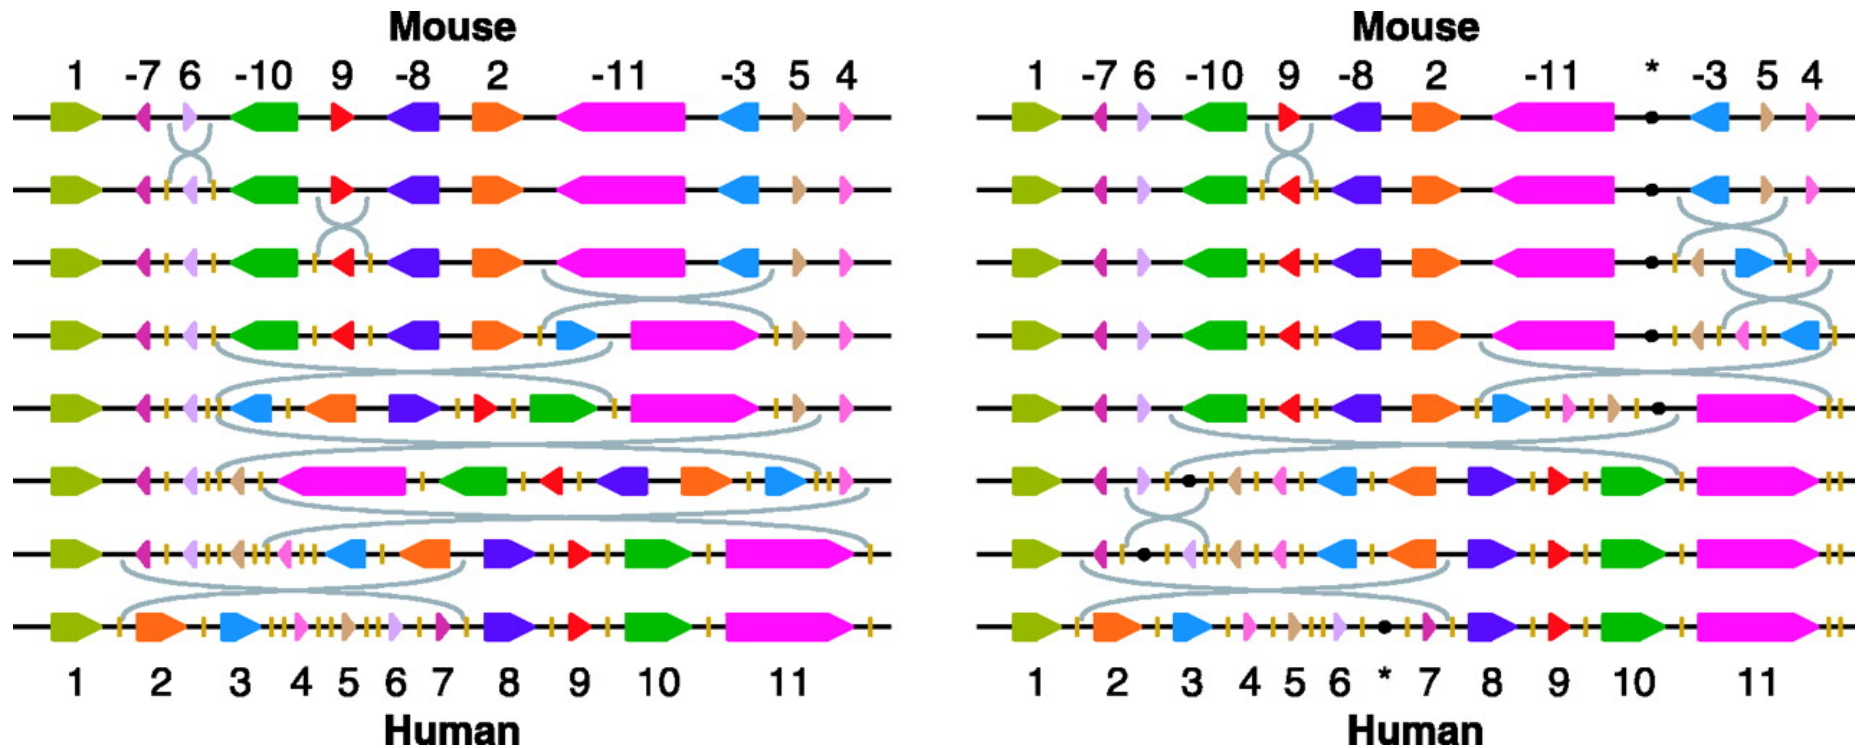 Mouse
1 -7 6 -10 9 -8 2 -11 -3 5 4
1 2 3 4 5 6 7 8 9 10 11
Human
Mouse
1 -7 6 -10 9 -8 2 -11 * -3 5 4
1 2 3 4 5 6 * 7 8 9 10 11
Human